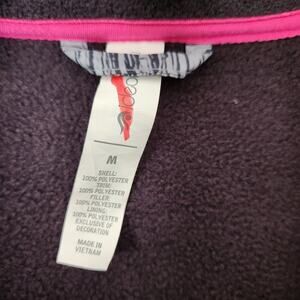 M
SHELL:
100% POLYESTER
TRIM:
100% POLYESTER
FILLER:
100% POLYESTER
LINING:
100% POLYESTER
EXCLUSIVE OF
DECORATION
MADE IN
VIETNAM